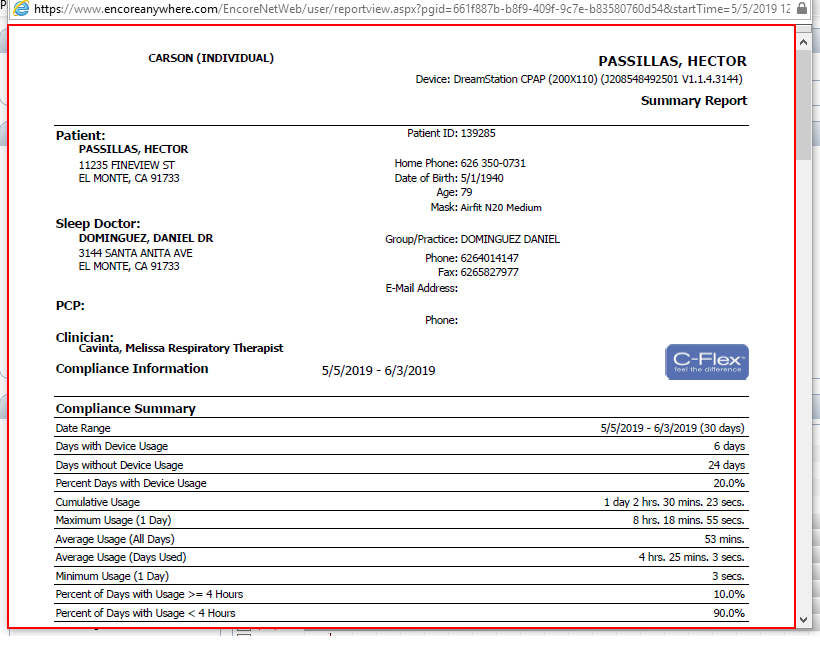 https://www.encoreanywhere.com/EncoreNetWeb/user/reportview.aspx?pgid=661f887b-b8f9-409f-9c7e-b83580760d54&startTime=5/5/2019 12
CARSON (INDIVIDUAL)
PASSILLAS, HECTOR
Device: DreamStation CPAP (200X110) (J208548492501 V1.1.4.3144)
Summary Report
Patient:
PASSILLAS, HECTOR
11235 FINEVIEW ST
EL MONTE, CA 91733
Patient ID: 139285
Home Phone: 626 350-0731
Date of Birth: 5/1/1940
Age: 79
Mask: Airfit N20 Medium
Sleep Doctor:
DOMINGUEZ, DANIEL DR
3144 SANTA ANITA AVE
EL MONTE, CA 91733
Group/Practice: DOMINGUEZ DANIEL
Phone: 6264014147
Fax: 6265827977
E-Mail Address:
PCP:
Phone:
Clinician:
Cavinta, Melissa Respiratory Therapist
Compliance Information 5/5/2019 - 6/3/2019
C-Flex
feel the difference
Compliance Summary
Date Range 5/5/2019 - 6/3/2019 (30 days)
Days with Device Usage 6 days
Days without Device Usage 24 days
Percent Days with Device Usage 20.0%
Cumulative Usage 1 day 2 hrs. 30 mins. 23 secs.
Maximum Usage (1 Day) 8 hrs. 18 mins. 55 secs.
Average Usage (All Days) 53 mins.
Average Usage (Days Used) 4 hrs. 25 mins. 3 secs.
Minimum Usage (1 Day) 3 secs.
Percent of Days with Usage >= 4 Hours 10.0%
Percent of Days with Usage < 4 Hours 90.0%